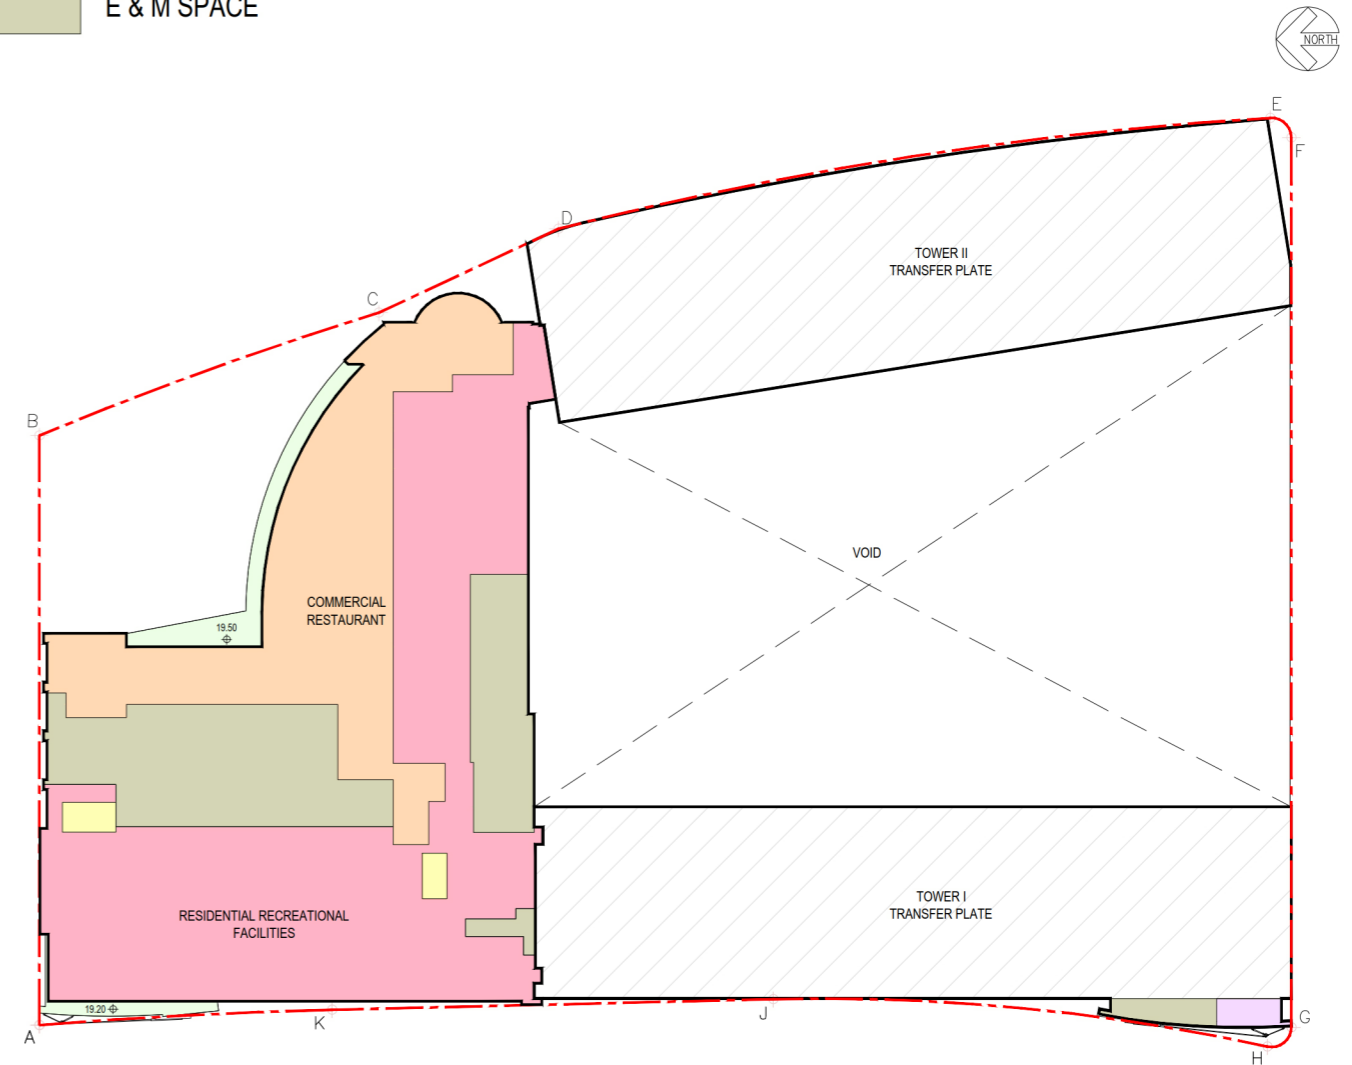 E & M SPACE
NORTH
E
F
D
TOWER II
TRANSFER PLATE
C
B
VOID
COMMERCIAL
RESTAURANT
19.50
TOWER I
TRANSFER PLATE
RESIDENTIAL RECREATIONAL
FACILITIES
19.20
A
K
J
G
H